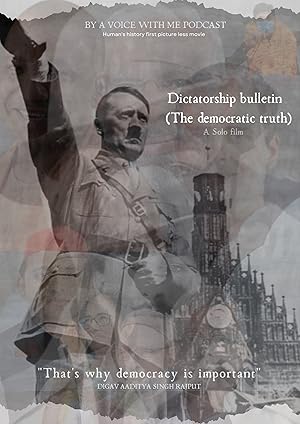 BY A VOICE WITH ME PODCAST
Human's history first picture less movie
Dictatorship bulletin
(The democratic truth)
A Solo film
"That's why democracy is important"
DIGAV AADITYA SINGH RAJPUT